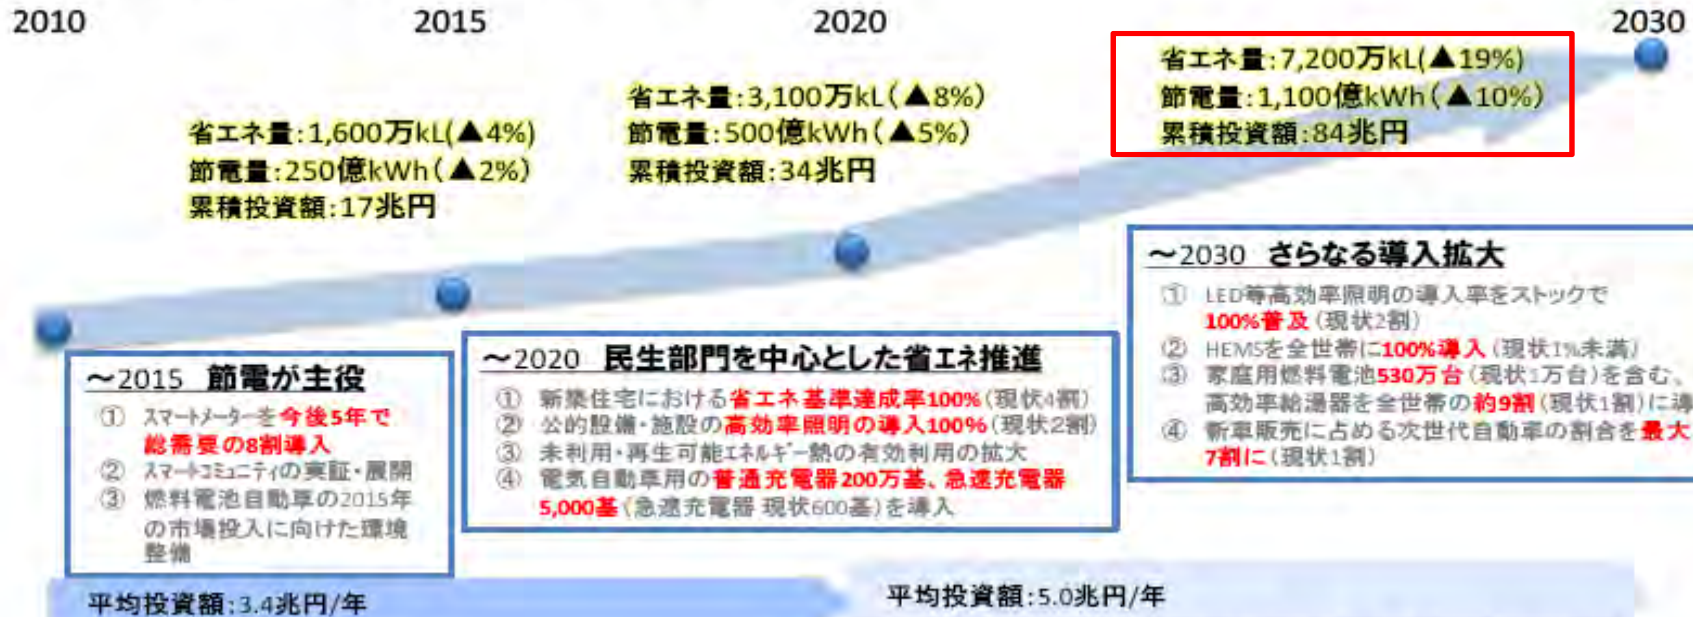 2010
2015
2020
2030
省エネ量:1,600万kL(▲4%)
節電量:250億kWh(▲2%)
累積投資額:17兆円
省エネ量:3,100万kL(▲8%)
節電量:500億kWh(▲5%)
累積投資額:34兆円
省エネ量:7,200万kL(▲19%)
節電量:1,100億kWh(▲10%)
累積投資額:84兆円
～2015 節電が主役
① スマートメーターを今後5年で
総需要の8割導入
② スマートコミュニティの実証・展開
③ 燃料電池自動車の2015年
の市場投入に向けた環境
整備
～2020 民生部門を中心とした省エネ推進
① 新築住宅における省エネ基準達成率100%(現状4割)
② 公的設備・施設の高効率照明の導入100%(現状2割)
③ 未利用・再生可能エネルギー熱の有効利用の拡大
④ 電気自動車用の普通充電器200万基、急速充電器
5,000基(急速充電器 現状600基)を導入
～2030 さらなる導入拡大
① LED等高効率照明の導入率をストックで
100%普及(現状2割)
② HEMSを全世帯に100%導入(現状1%未満)
③ 家庭用燃料電池530万台(現状1万台)を含む、
高効率給湯器を全世帯の約9割(現状1割)に導
④ 新車販売に占める次世代自動車の割合を最大
7割に(現状1割)
平均投資額:3.4兆円/年
平均投資額:5.0兆円/年